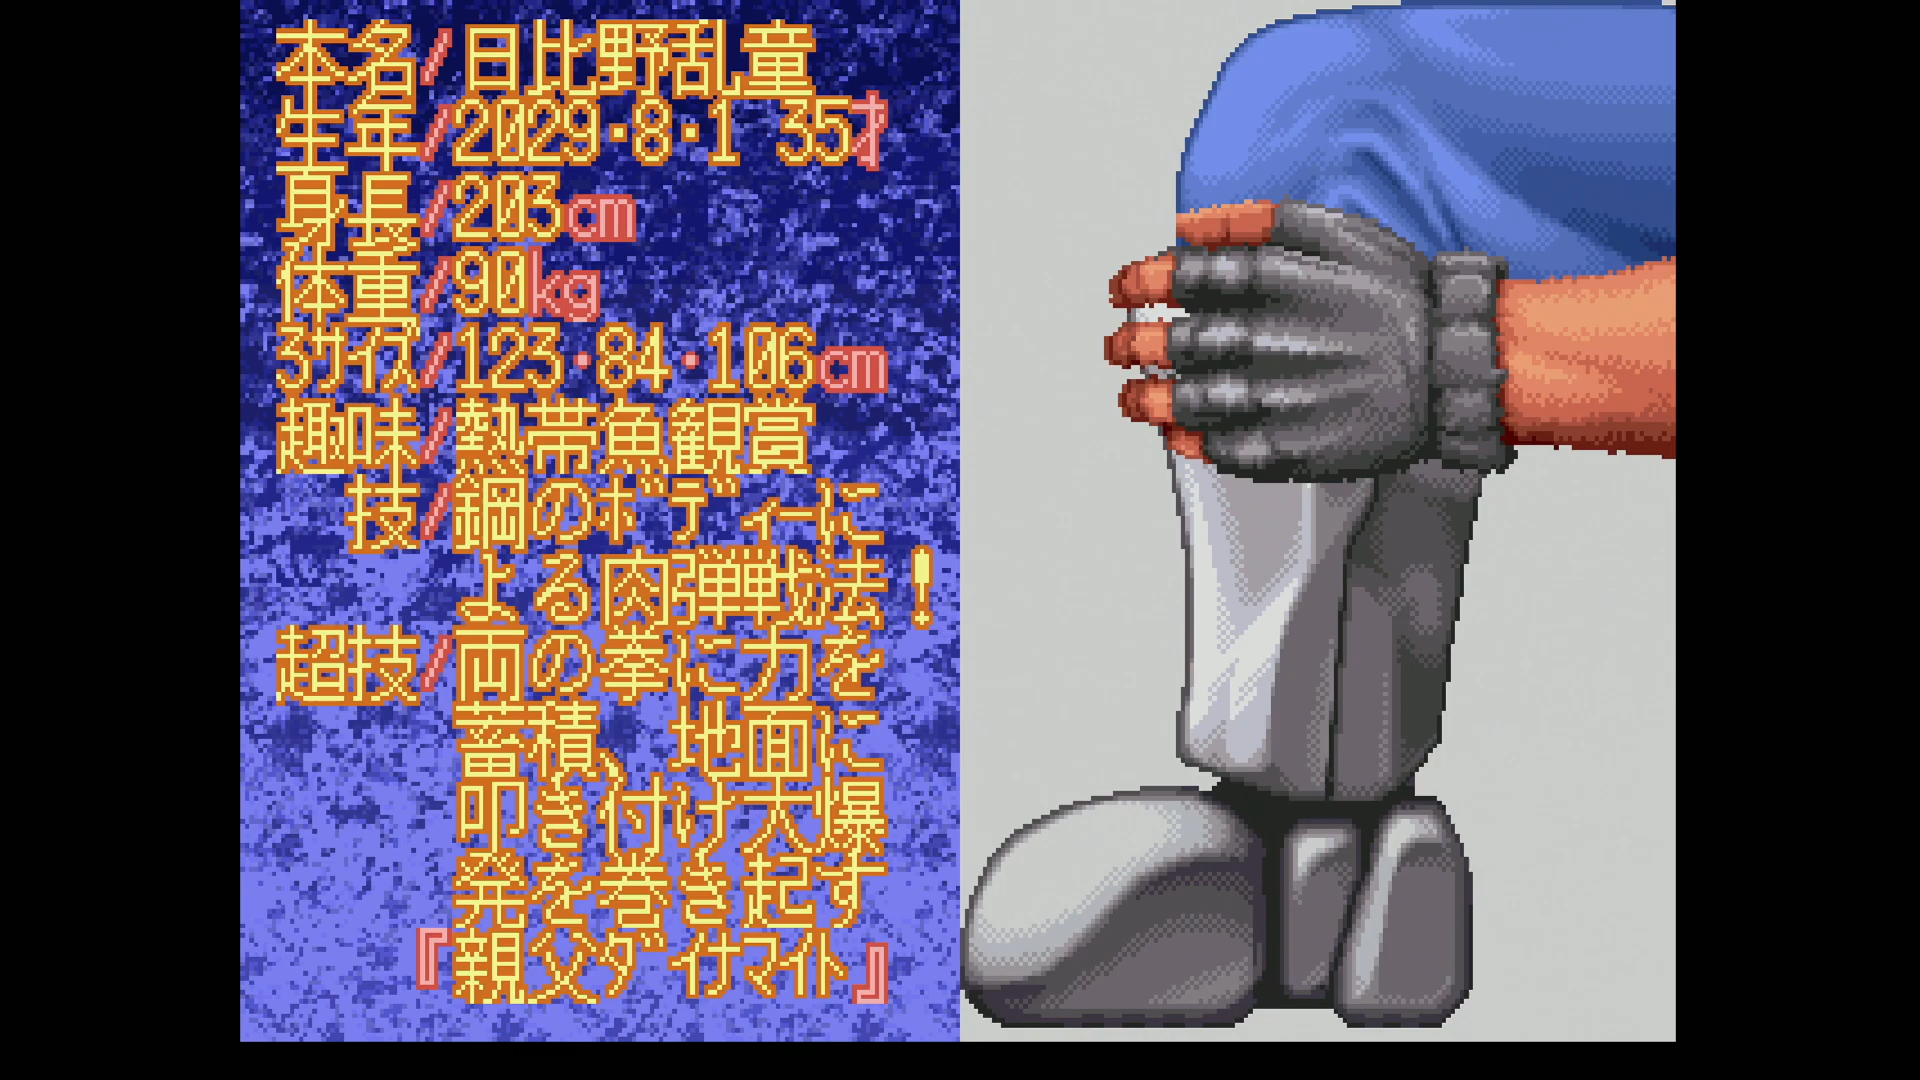 本名/日比野乱童
生年/2029・8・1 35才
身長/203cm
体重/90kg
3サイズ/123・84・106cm
趣味/熱帯魚観賞
技/鋼のボディーに
よる肉弾戦法！
超技/両の拳に力を
蓄積、地面に
叩き付け大爆
発を巻き起す
『親父ダイナマイト』